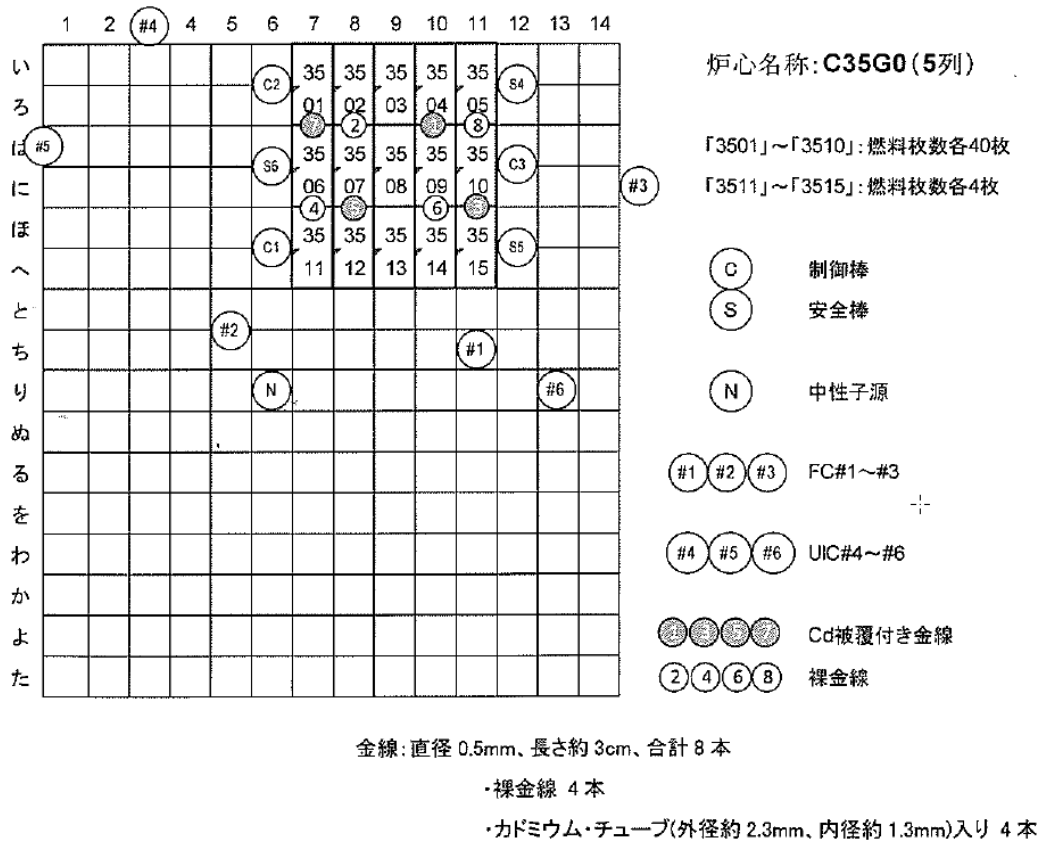 1 2 #4 4 5 6 7 8 9 10 11 12 13 14
炉心名称:C35G0(5列)
い
C2 35 35 35 35 35 S4
ろ
01 02 03 04 05
2 8
「3501」~「3510」:燃料枚数各40枚
は #5
S6 35 35 35 35 35 C3
に
06 07 08 09 10 #3
「3511」~「3515」:燃料枚数各4枚
4 6
ほ
C1 35 35 35 35 35 S5
へ
11 12 13 14 15
C 制御棒
S 安全棒
と
#2
ち
#1
り
N #6
N 中性子源
ぬ
る
#1 #2 #3 FC#1~#3
を
わ
#4 #5 #6 UIC#4~#6
か
よ
Cd被覆付き金線
た
2 4 6 8 裸金線
金線:直径 0.5mm、長さ約 3cm、合計 8 本
・裸金線 4 本
・カドミウム・チューブ(外径約 2.3mm、内径約 1.3mm)入り 4 本